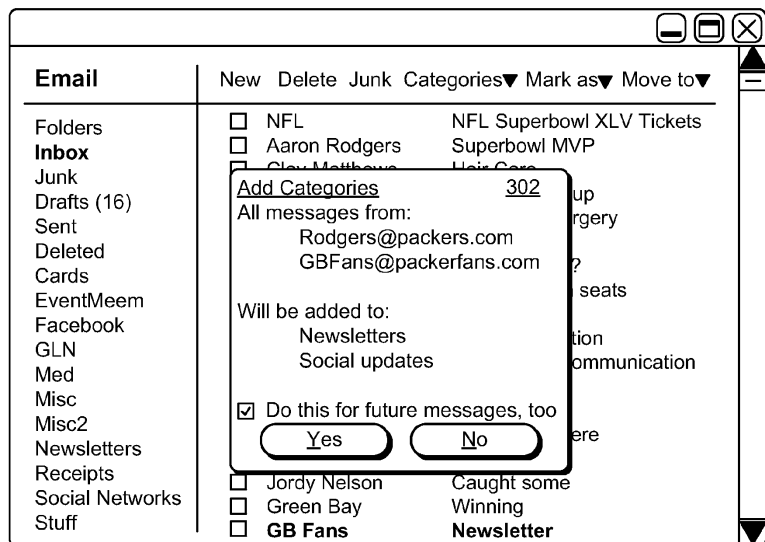 Email
New Delete Junk Categories▼ Mark as▼ Move to▼
Folders
Inbox
Junk
Drafts (16)
Sent
Deleted
Cards
EventMeem
Facebook
GLN
Med
Misc
Misc2
Newsletters
Receipts
Social Networks
Stuff
NFL NFL Superbowl XLV Tickets
Aaron Rodgers Superbowl MVP
Clay Matthews Hair Care
Add Categories 302
All messages from:
Rodgers@packers.com
GBFans@packerfans.com
Will be added to:
Newsletters
Social updates
Do this for future messages, too
Yes No
up
rgery
?
seats
tion
ommunication
ere
Jordy Nelson Caught some
Green Bay Winning
GB Fans Newsletter